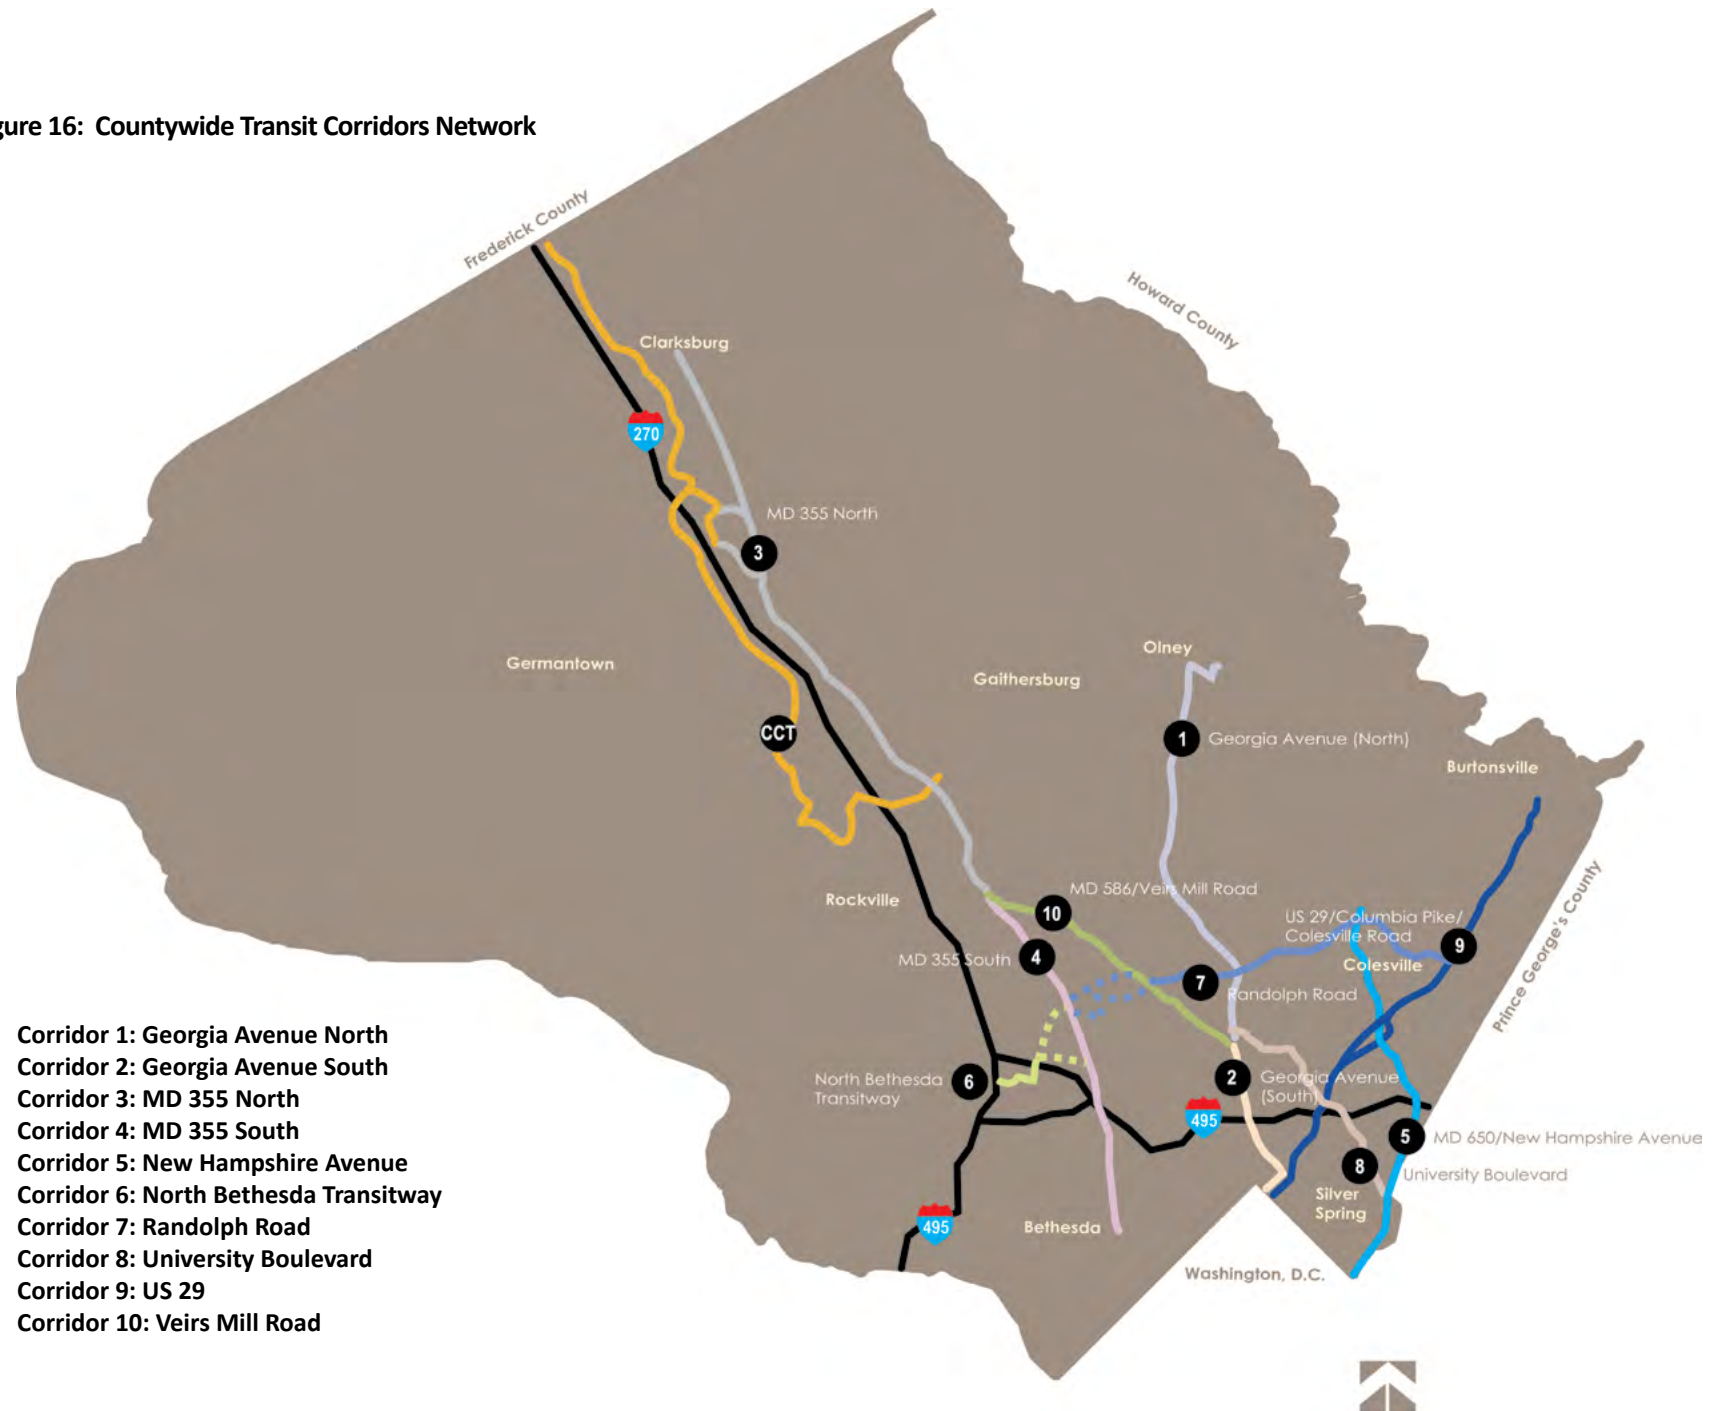 gure 16: Countywide Transit Corridors Network
Frederick County
Howard County
Clarksburg
270
MD 355 North
3
Olney
Germantown
Gaithersburg
CCT
1 Georgia Avenue (North)
Burtonsville
MD 586/Veirs Mill Road
Rockville
10
US 29/Columbia Pike/
Colesville Road
9
Prince George's County
MD 355 South 4
Colesville
7
Randolph Road
Corridor 1: Georgia Avenue North
Corridor 2: Georgia Avenue South
Corridor 3: MD 355 North
Corridor 4: MD 355 South
Corridor 5: New Hampshire Avenue
Corridor 6: North Bethesda Transitway
Corridor 7: Randolph Road
Corridor 8: University Boulevard
Corridor 9: US 29
Corridor 10: Veirs Mill Road
North Bethesda
Transitway
6
2
Georgia Avenue
(South)
495
5 MD 650/New Hampshire Avenue
8
University Boulevard
Silver
Spring
495
Bethesda
Washington, D.C.